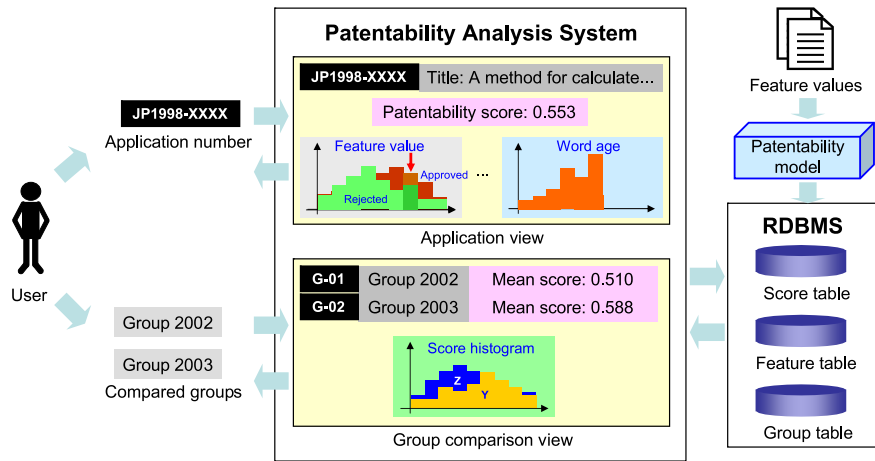 Patentability Analysis System
JP1998-XXXX
Title: A method for calculate...
Patentability score: 0.553
Feature value
Approved
Rejected
...
Word age
Application view
G-01
Group 2002
Mean score: 0.510
G-02
Group 2003
Mean score: 0.588
Score histogram
Z
Y
Group comparison view
JP1998-XXXX
Application number
User
Group 2002
Group 2003
Compared groups
Feature values
Patentability
model
RDBMS
Score table
Feature table
Group table